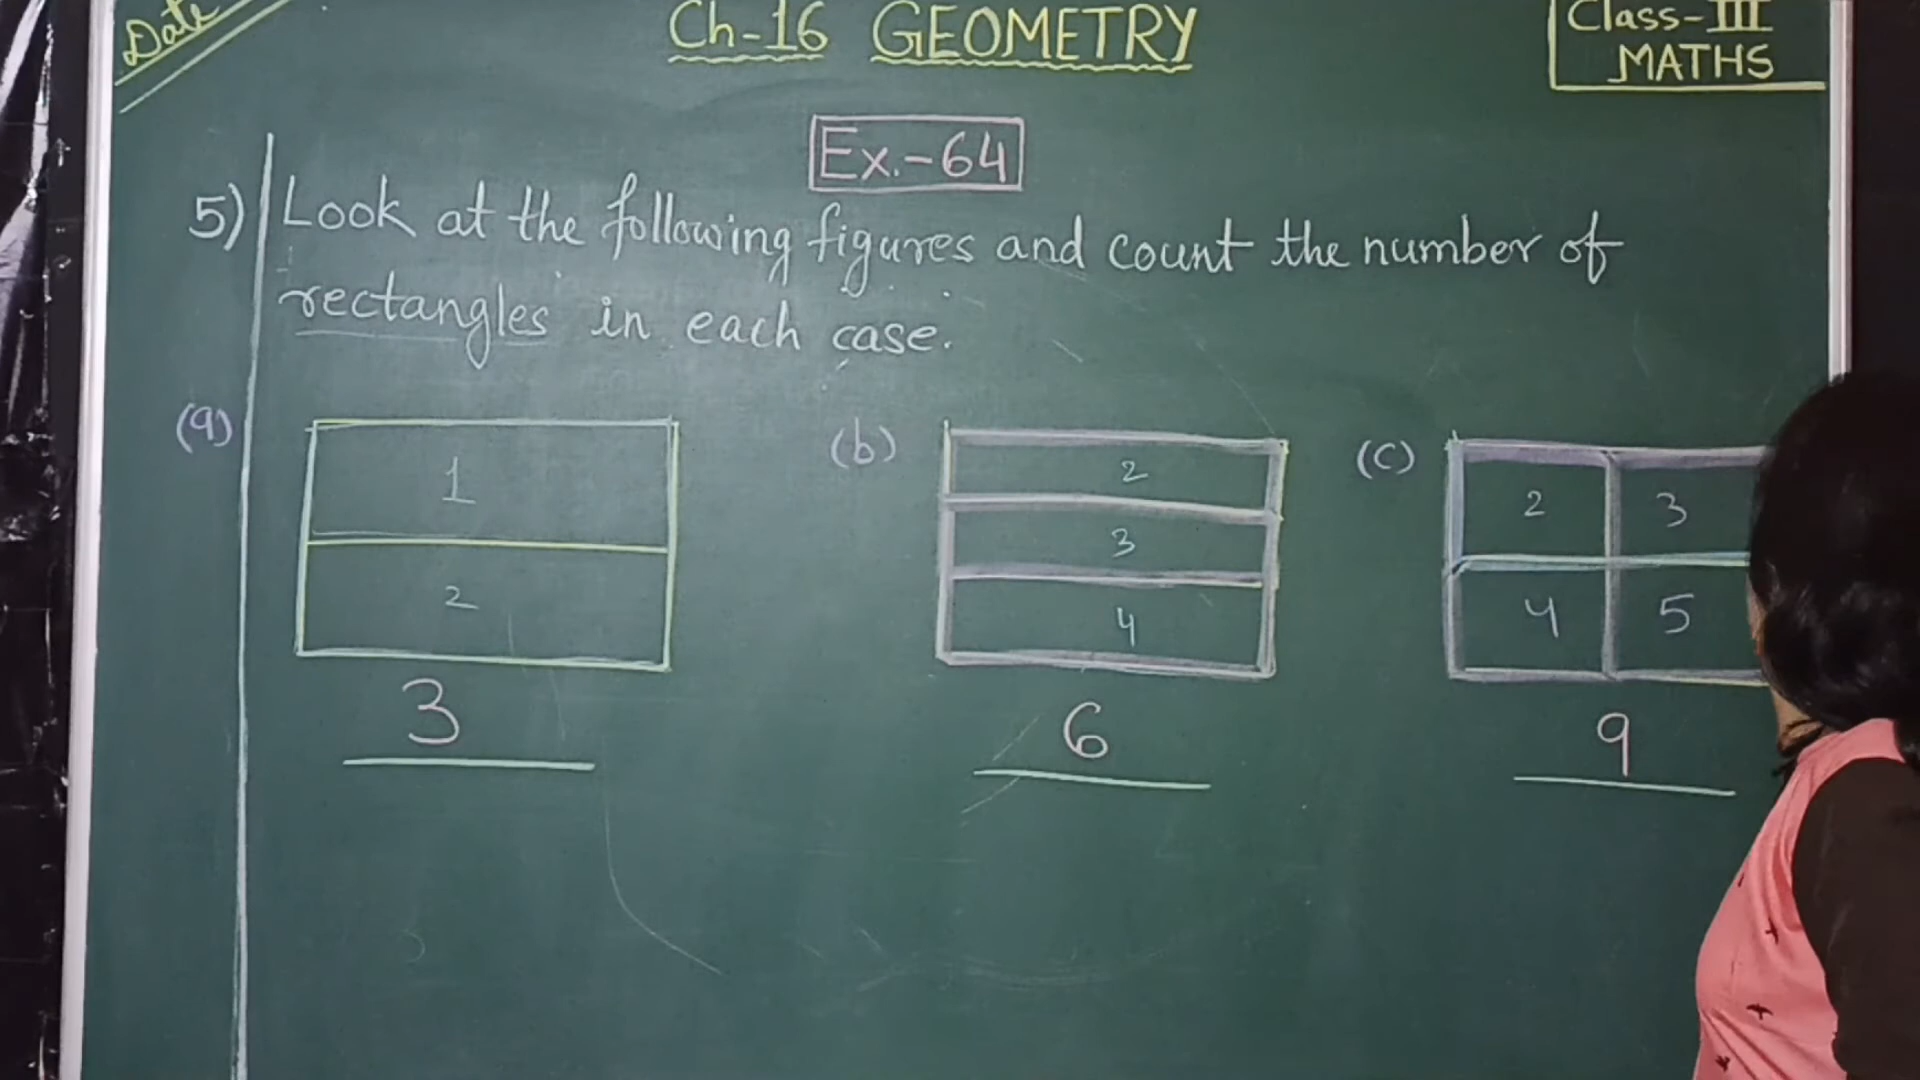 Date
Ch-16 GEOMETRY
Class-III
MATHS
Ex.-64
5) Look at the following figures and count the number of
rectangles in each case.
(a)
1
2
3
(b)
2
3
4
6
(c)
2 3
4 5
9